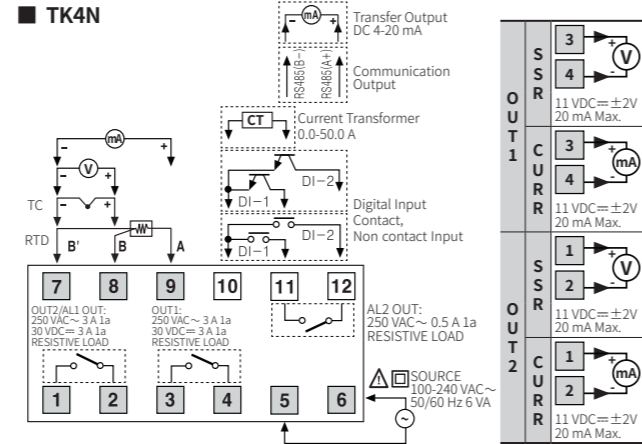 ■ TK4N
mA
Transfer Output
DC 4-20 mA
RS485(B-)
RS485(A+)
Communication
Output
CT
Current Transformer
0.0-50.0 A
DI-2
DI-1
Digital Input
Contact,
Non contact Input
DI-2
DI-1
- mA +
- V +
TC - +
RTD B' B A
7 8 9 10 11 12
OUT2/AL1 OUT:
250 VAC～ 3 A 1a
30 VDC⎓ 3 A 1a
RESISTIVE LOAD
OUT1:
250 VAC～ 3 A 1a
30 VDC⎓ 3 A 1a
RESISTIVE LOAD
AL2 OUT:
250 VAC～ 0.5 A 1a
RESISTIVE LOAD
1 2 3 4 5 6
SOURCE
100-240 VAC～
50/60 Hz 6 VA
OUT1
SSR
3 +
V
4 -
11 VDC⎓±2V
20 mA Max.
CURR
3 +
mA
4 -
11 VDC⎓±2V
20 mA Max.
OUT2
SSR
1 +
V
2 -
11 VDC⎓±2V
20 mA Max.
CURR
1 +
mA
2 -
11 VDC⎓±2V
20 mA Max.